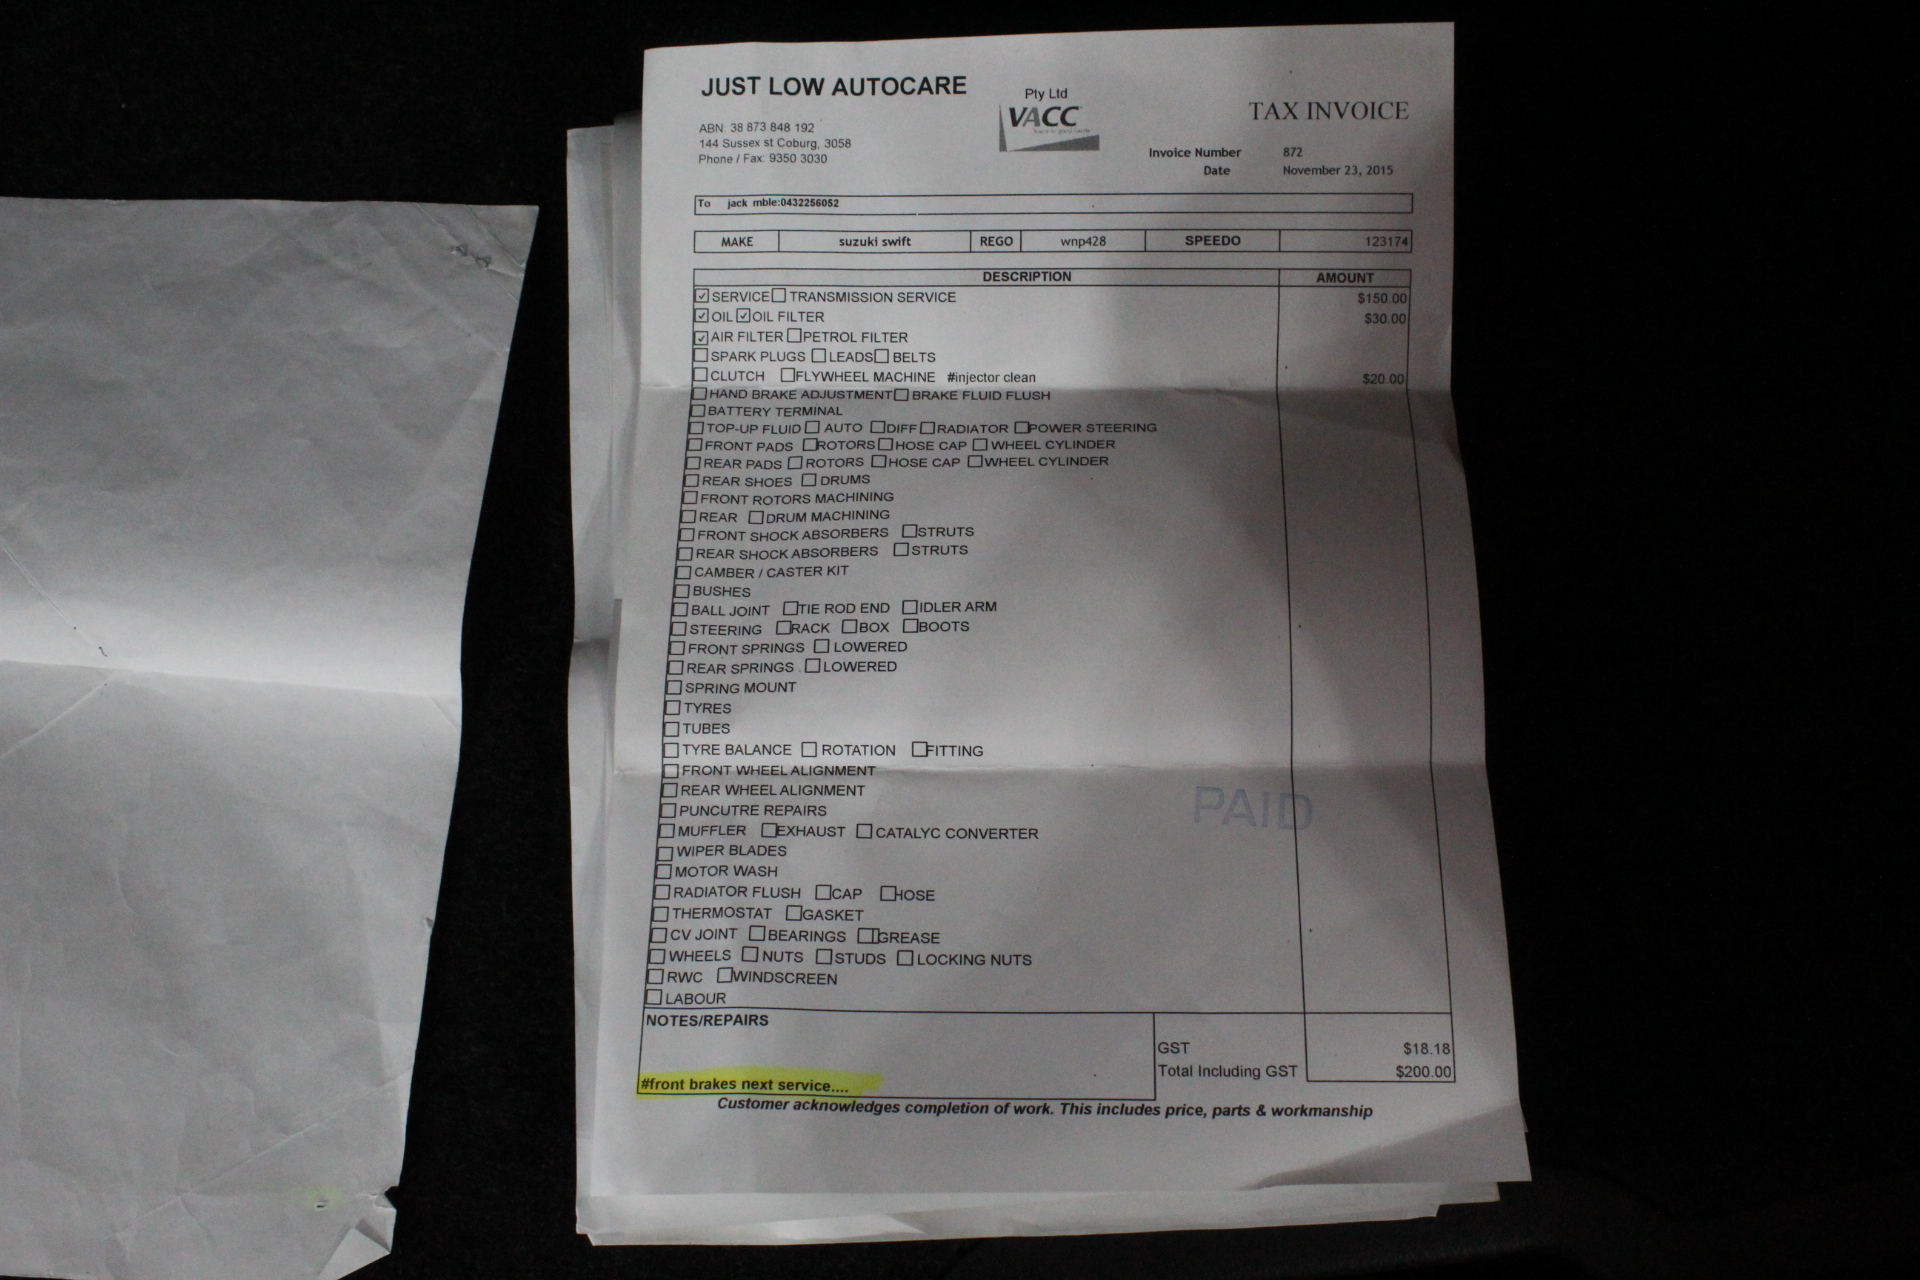 JUST LOW AUTOCARE
Pty Ltd
VACC
TAX INVOICE
ABN: 38 873 848 192
144 Sussex st Coburg, 3058
Phone / Fax: 9350 3030
Invoice Number 872
Date November 23, 2015
To jack mble:0432256052
MAKE suzuki swift REGO wnp428 SPEEDO 123174
DESCRIPTION AMOUNT
☑ SERVICE ☐ TRANSMISSION SERVICE $150.00
☑ OIL ☑ OIL FILTER $30.00
☑ AIR FILTER ☐ PETROL FILTER
☐ SPARK PLUGS ☐ LEADS ☐ BELTS
☐ CLUTCH ☐ FLYWHEEL MACHINE #injector clean $20.00
☐ HAND BRAKE ADJUSTMENT ☐ BRAKE FLUID FLUSH
☐ BATTERY TERMINAL
☐ TOP-UP FLUID ☐ AUTO ☐ DIFF ☐ RADIATOR ☐ POWER STEERING
☐ FRONT PADS ☐ ROTORS ☐ HOSE CAP ☐ WHEEL CYLINDER
☐ REAR PADS ☐ ROTORS ☐ HOSE CAP ☐ WHEEL CYLINDER
☐ REAR SHOES ☐ DRUMS
☐ FRONT ROTORS MACHINING
☐ REAR ☐ DRUM MACHINING
☐ FRONT SHOCK ABSORBERS ☐ STRUTS
☐ REAR SHOCK ABSORBERS ☐ STRUTS
☐ CAMBER / CASTER KIT
☐ BUSHES
☐ BALL JOINT ☐ TIE ROD END ☐ IDLER ARM
☐ STEERING ☐ RACK ☐ BOX ☐ BOOTS
☐ FRONT SPRINGS ☐ LOWERED
☐ REAR SPRINGS ☐ LOWERED
☐ SPRING MOUNT
☐ TYRES
☐ TUBES
☐ TYRE BALANCE ☐ ROTATION ☐ FITTING
☐ FRONT WHEEL ALIGNMENT
☐ REAR WHEEL ALIGNMENT
☐ PUNCUTRE REPAIRS
PAID
☐ MUFFLER ☐ EXHAUST ☐ CATALYC CONVERTER
☐ WIPER BLADES
☐ MOTOR WASH
☐ RADIATOR FLUSH ☐ CAP ☐ HOSE
☐ THERMOSTAT ☐ GASKET
☐ CV JOINT ☐ BEARINGS ☐ GREASE
☐ WHEELS ☐ NUTS ☐ STUDS ☐ LOCKING NUTS
☐ RWC ☐ WINDSCREEN
☐ LABOUR
NOTES/REPAIRS
GST $18.18
Total Including GST $200.00
#front brakes next service....
Customer acknowledges completion of work. This includes price, parts & workmanship